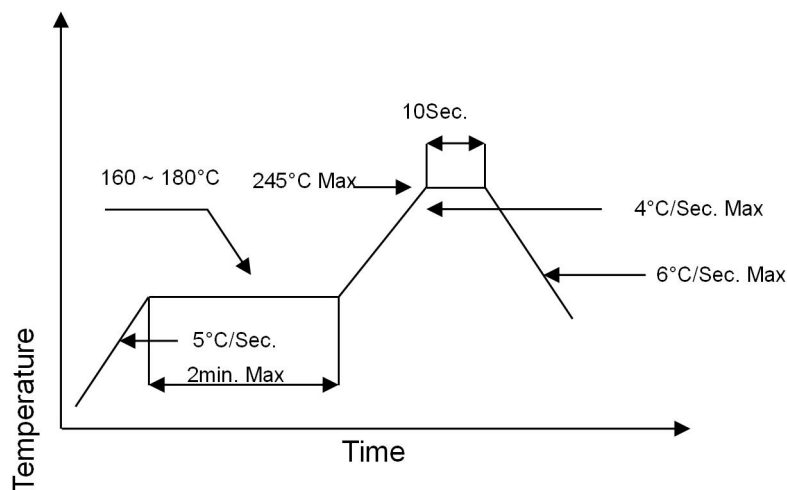 10Sec.
160 ~ 180°C
245°C Max
4°C/Sec. Max
6°C/Sec. Max
5°C/Sec.
2min. Max
Temperature
Time